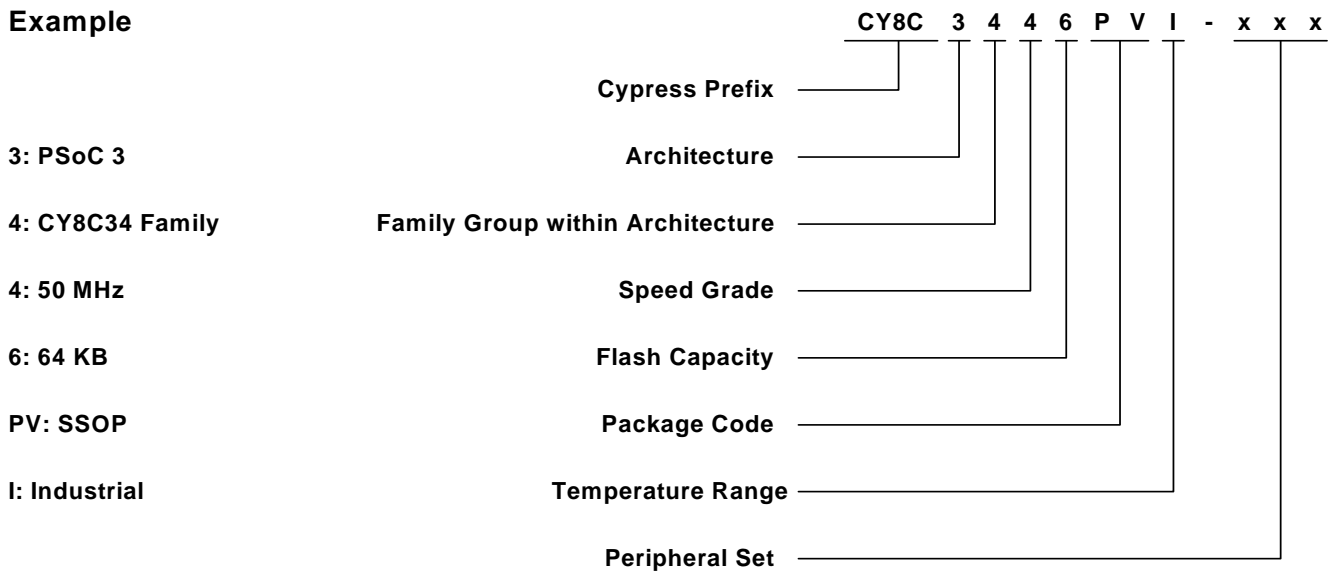 Example CY8C 3 4 4 6 P V I - x x x
Cypress Prefix
3: PSoC 3 Architecture
4: CY8C34 Family Family Group within Architecture
4: 50 MHz Speed Grade
6: 64 KB Flash Capacity
PV: SSOP Package Code
I: Industrial Temperature Range
Peripheral Set